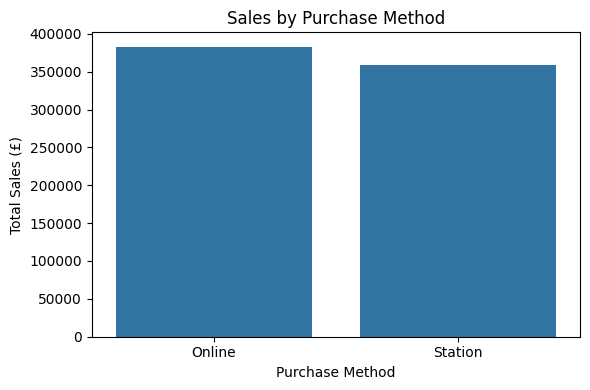 Sales by Purchase Method
Total Sales (£)
400000
350000
300000
250000
200000
150000
100000
50000
0
Online
Station
Purchase Method